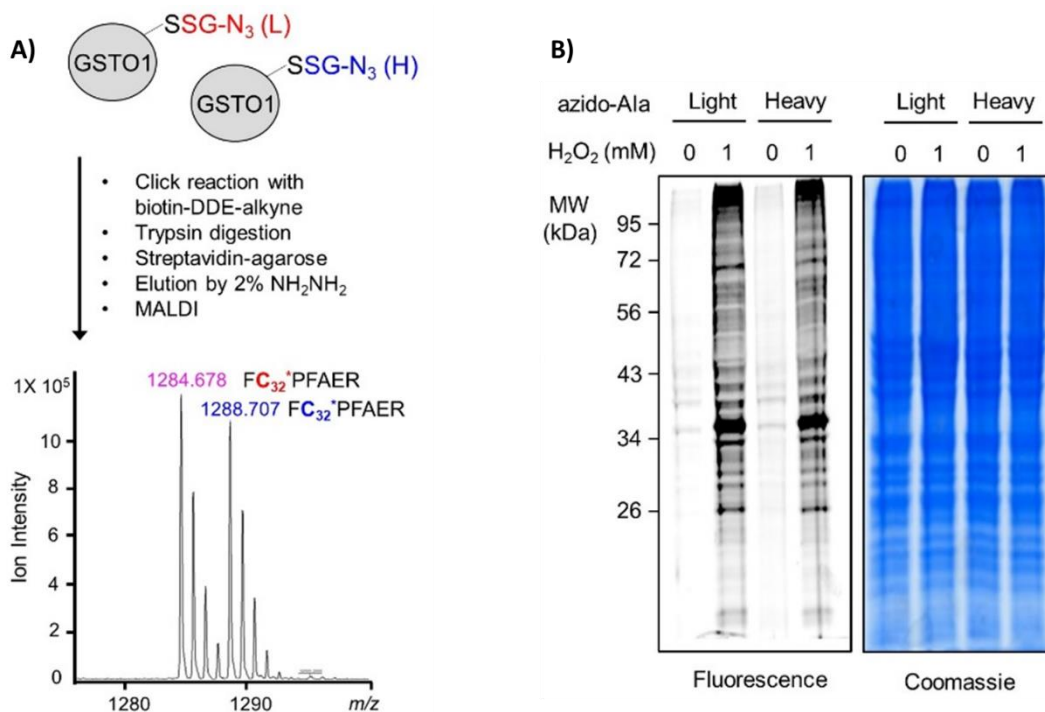 A)
SSG-N₃ (L)
GSTO1
SSG-N₃ (H)
GSTO1
• Click reaction with
biotin-DDE-alkyne
• Trypsin digestion
• Streptavidin-agarose
• Elution by 2% NH₂NH₂
• MALDI
1X 10⁵
1284.678 FC₃₂*PFAER
1288.707 FC₃₂*PFAER
10
8
6
4
2
0
Ion Intensity
1280 1290 m/z
B)
azido-Ala Light Heavy Light Heavy
H₂O₂ (mM) 0 1 0 1 0 1 0 1
MW
(kDa)
95
72
56
43
34
26
Fluorescence Coomassie